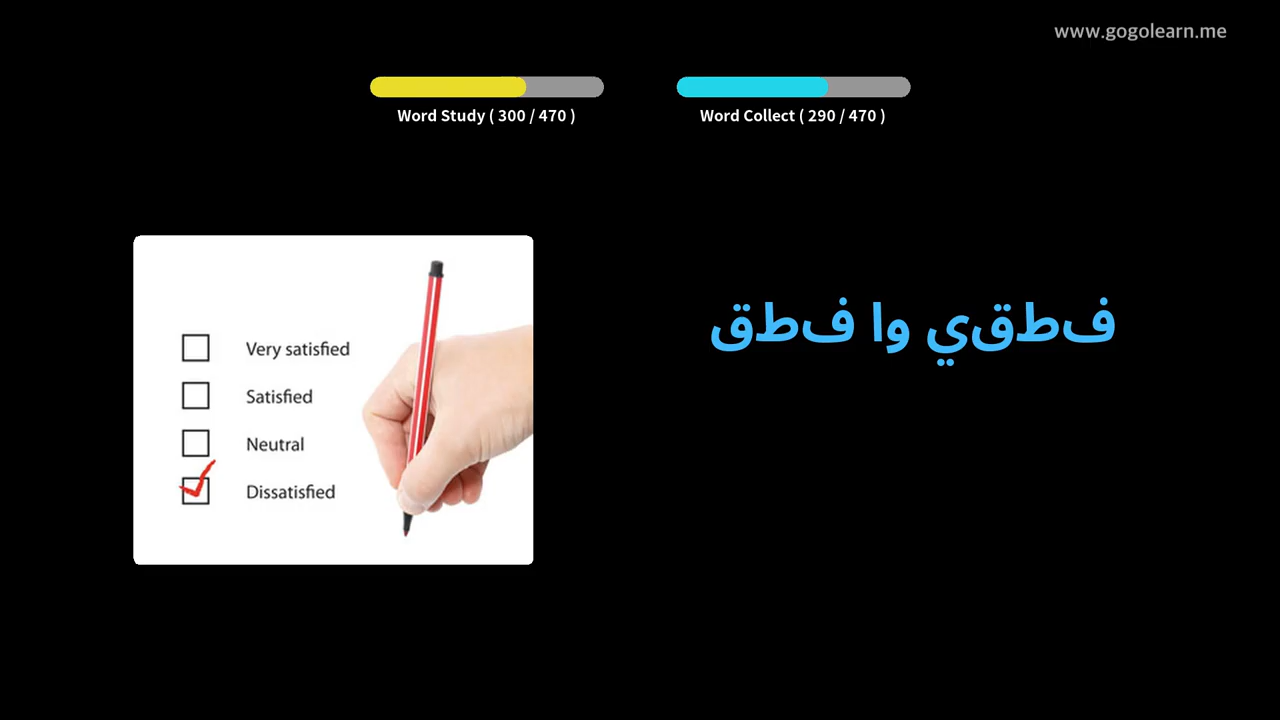 www.gogolearn.me
Word Study ( 300 / 470 )
Word Collect ( 290 / 470 )
Very satisfied
Satisfied
Neutral
Dissatisfied
فطقي وا فطق